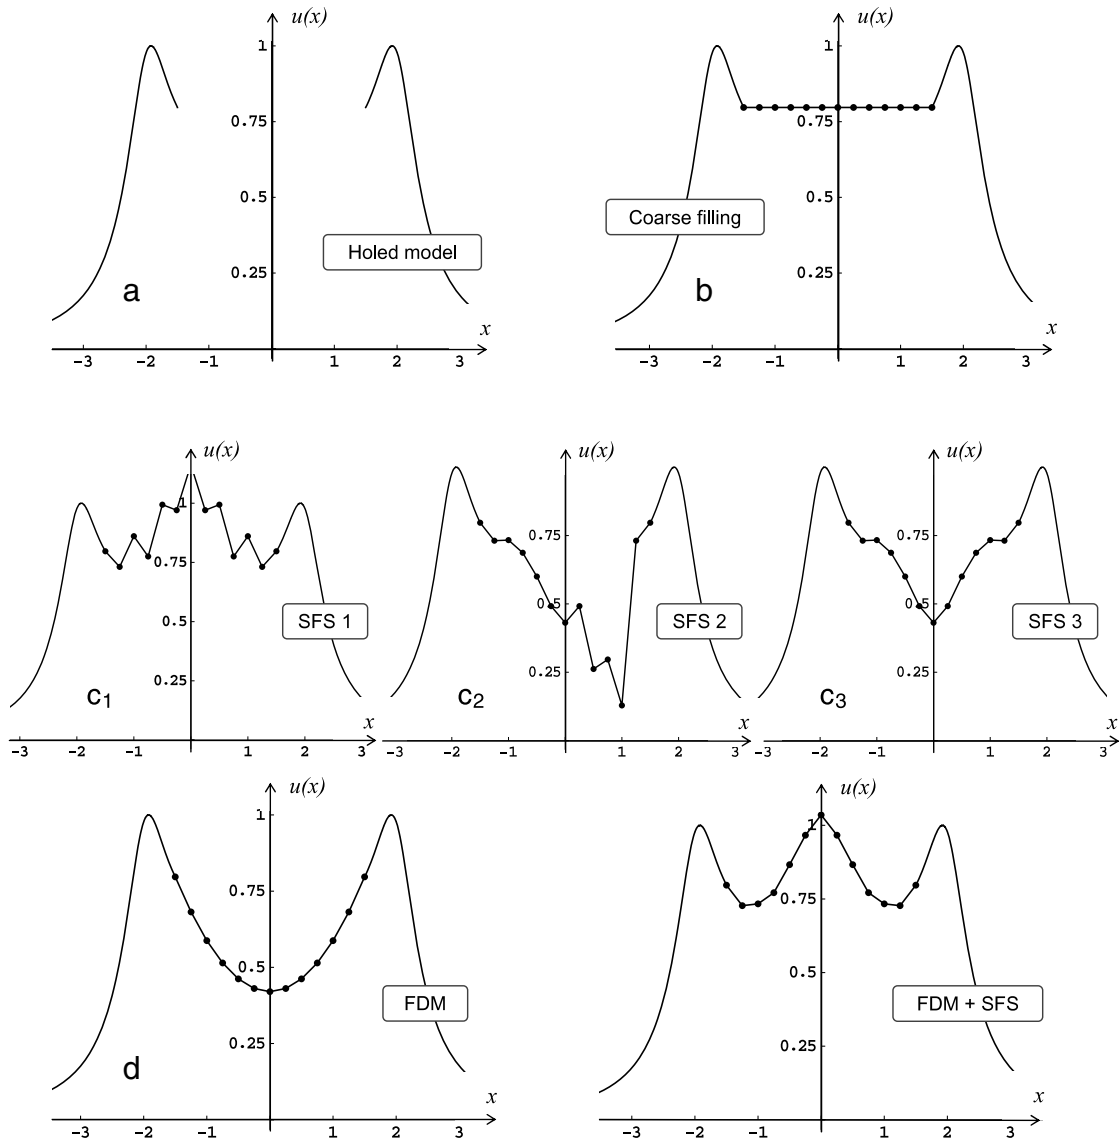 u(x)
1
0.75
0.5
0.25
Holed model
a
x
-3 -2 -1 1 2 3
u(x)
1
0.75
0.5
0.25
Coarse filling
b
x
-3 -2 -1 1 2 3
u(x)
1
0.75
0.5
0.25
SFS 1
c1
x
-3 -2 -1 1 2 3
u(x)
0.75
0.5
0.25
SFS 2
c2
x
-3 -2 -1 1 2 3
u(x)
0.75
0.5
0.25
SFS 3
c3
x
-3 -2 -1 1 2 3
u(x)
1
0.75
0.5
0.25
FDM
d
x
-3 -2 -1 1 2 3
u(x)
1
0.75
0.5
0.25
FDM + SFS
x
-3 -2 -1 1 2 3